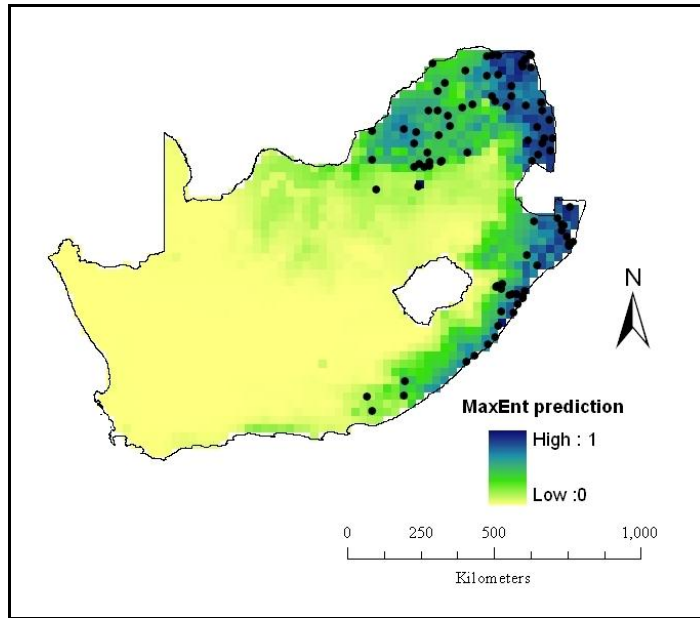 N
MaxEnt prediction
High : 1
Low :0
0 250 500 1,000
Kilometers